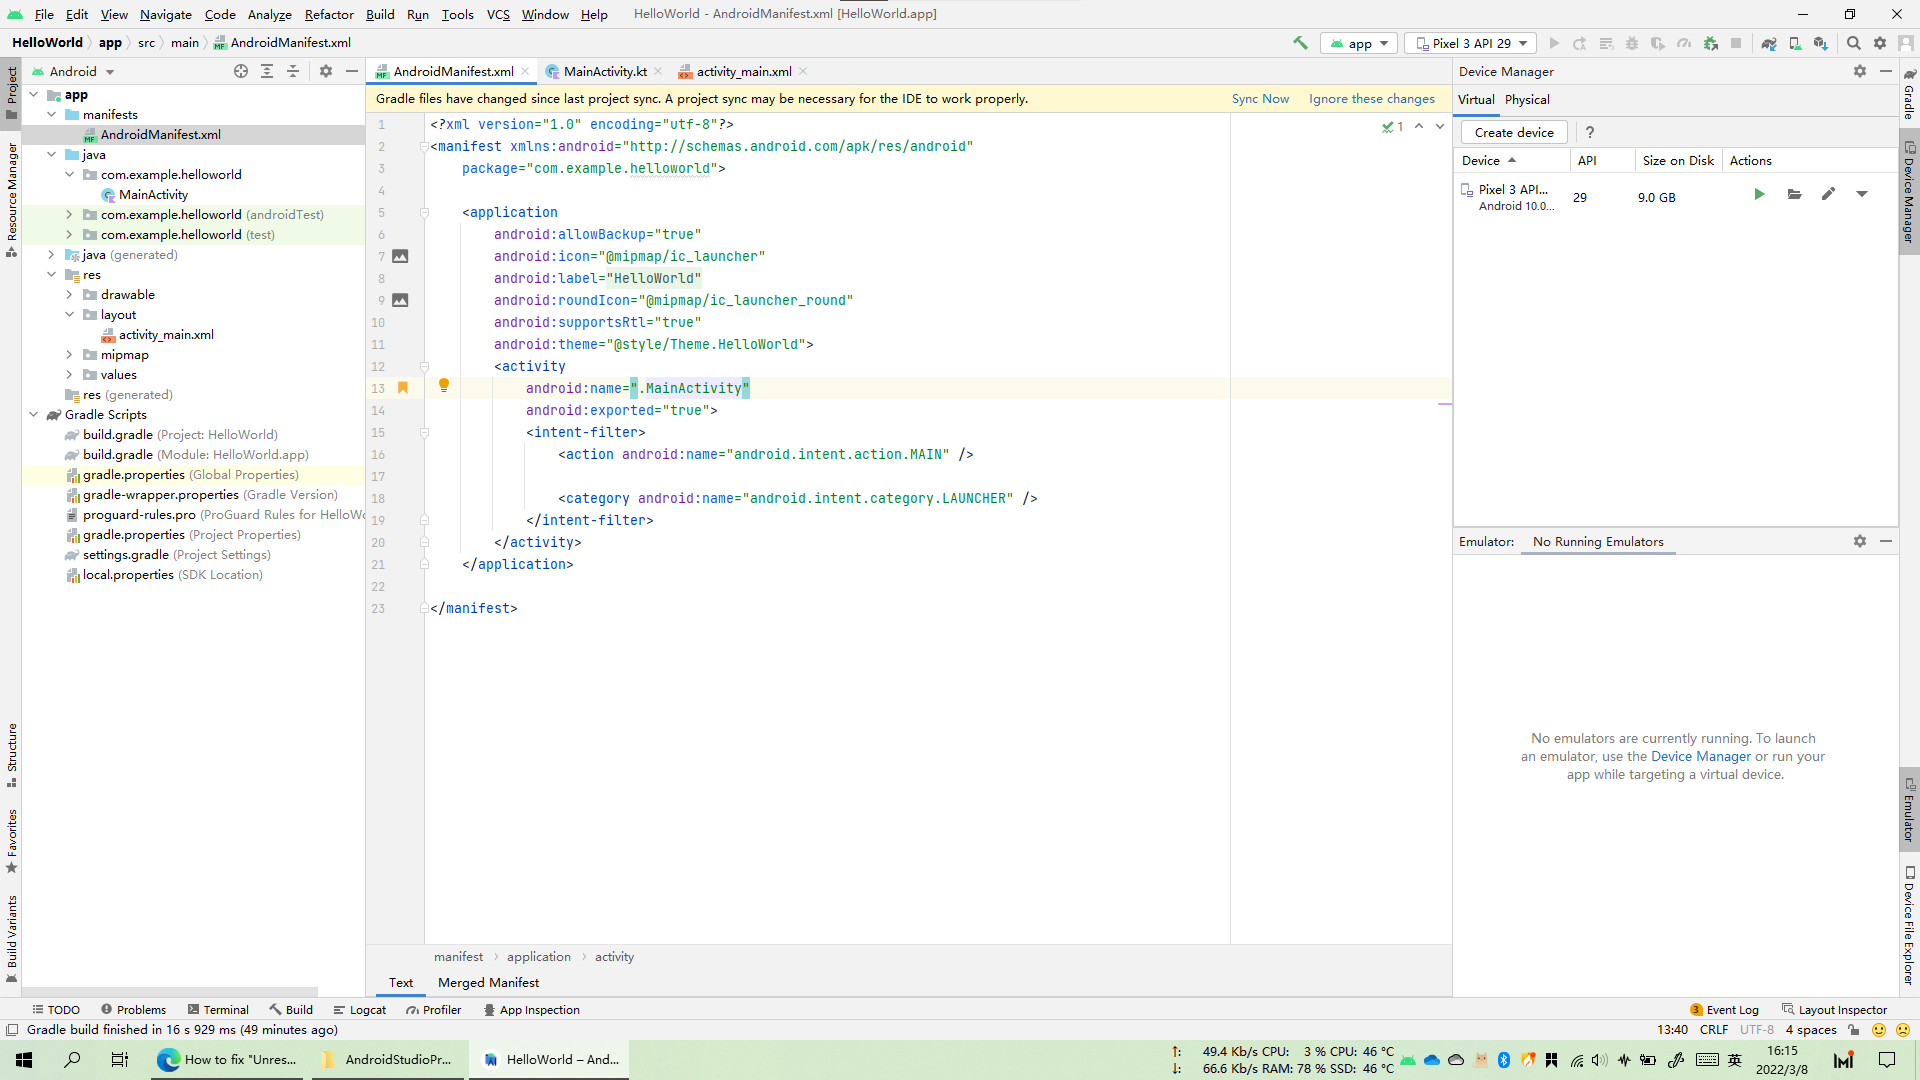 File Edit View Navigate Code Analyze Refactor Build Run Tools VCS Window Help HelloWorld - AndroidManifest.xml [HelloWorld.app]
HelloWorld app src main AndroidManifest.xml app Pixel 3 API 29
Android
AndroidManifest.xml MainActivity.kt activity_main.xml
Gradle files have changed since last project sync. A project sync may be necessary for the IDE to work properly. Sync Now Ignore these changes
Project
Resource Manager
Structure
Favorites
Build Variants
app
manifests
AndroidManifest.xml
java
com.example.helloworld
MainActivity
com.example.helloworld (androidTest)
com.example.helloworld (test)
java (generated)
res
drawable
layout
activity_main.xml
mipmap
values
res (generated)
Gradle Scripts
build.gradle (Project: HelloWorld)
build.gradle (Module: HelloWorld.app)
gradle.properties (Global Properties)
gradle-wrapper.properties (Gradle Version)
proguard-rules.pro (ProGuard Rules for HelloWo
gradle.properties (Project Properties)
settings.gradle (Project Settings)
local.properties (SDK Location)
1 <?xml version="1.0" encoding="utf-8"?>
2 <manifest xmlns:android="http://schemas.android.com/apk/res/android"
3 package="com.example.helloworld">
4
5 <application
6 android:allowBackup="true"
7 android:icon="@mipmap/ic_launcher"
8 android:label="HelloWorld"
9 android:roundIcon="@mipmap/ic_launcher_round"
10 android:supportsRtl="true"
11 android:theme="@style/Theme.HelloWorld">
12 <activity
13 android:name=".MainActivity"
14 android:exported="true">
15 <intent-filter>
16 <action android:name="android.intent.action.MAIN" />
17
18 <category android:name="android.intent.category.LAUNCHER" />
19 </intent-filter>
20 </activity>
21 </application>
22
23 </manifest>
1
manifest application activity
Text Merged Manifest
Device Manager
Virtual Physical
Create device ?
Device API Size on Disk Actions
Pixel 3 API... 29 9.0 GB
Android 10.0...
Emulator: No Running Emulators
No emulators are currently running. To launch
an emulator, use the Device Manager or run your
app while targeting a virtual device.
Gradle
Device Manager
Emulator
Device File Explorer
TODO Problems Terminal Build Logcat Profiler App Inspection 3 Event Log Layout Inspector
Gradle build finished in 16 s 929 ms (49 minutes ago) 13:40 CRLF UTF-8 4 spaces
How to fix "Unres... AndroidStudioPr... HelloWorld – And...
↑: 49.4 Kb/s CPU: 3 % CPU: 46 °C
↓: 66.6 Kb/s RAM: 78 % SSD: 46 °C
英
16:15
2022/3/8